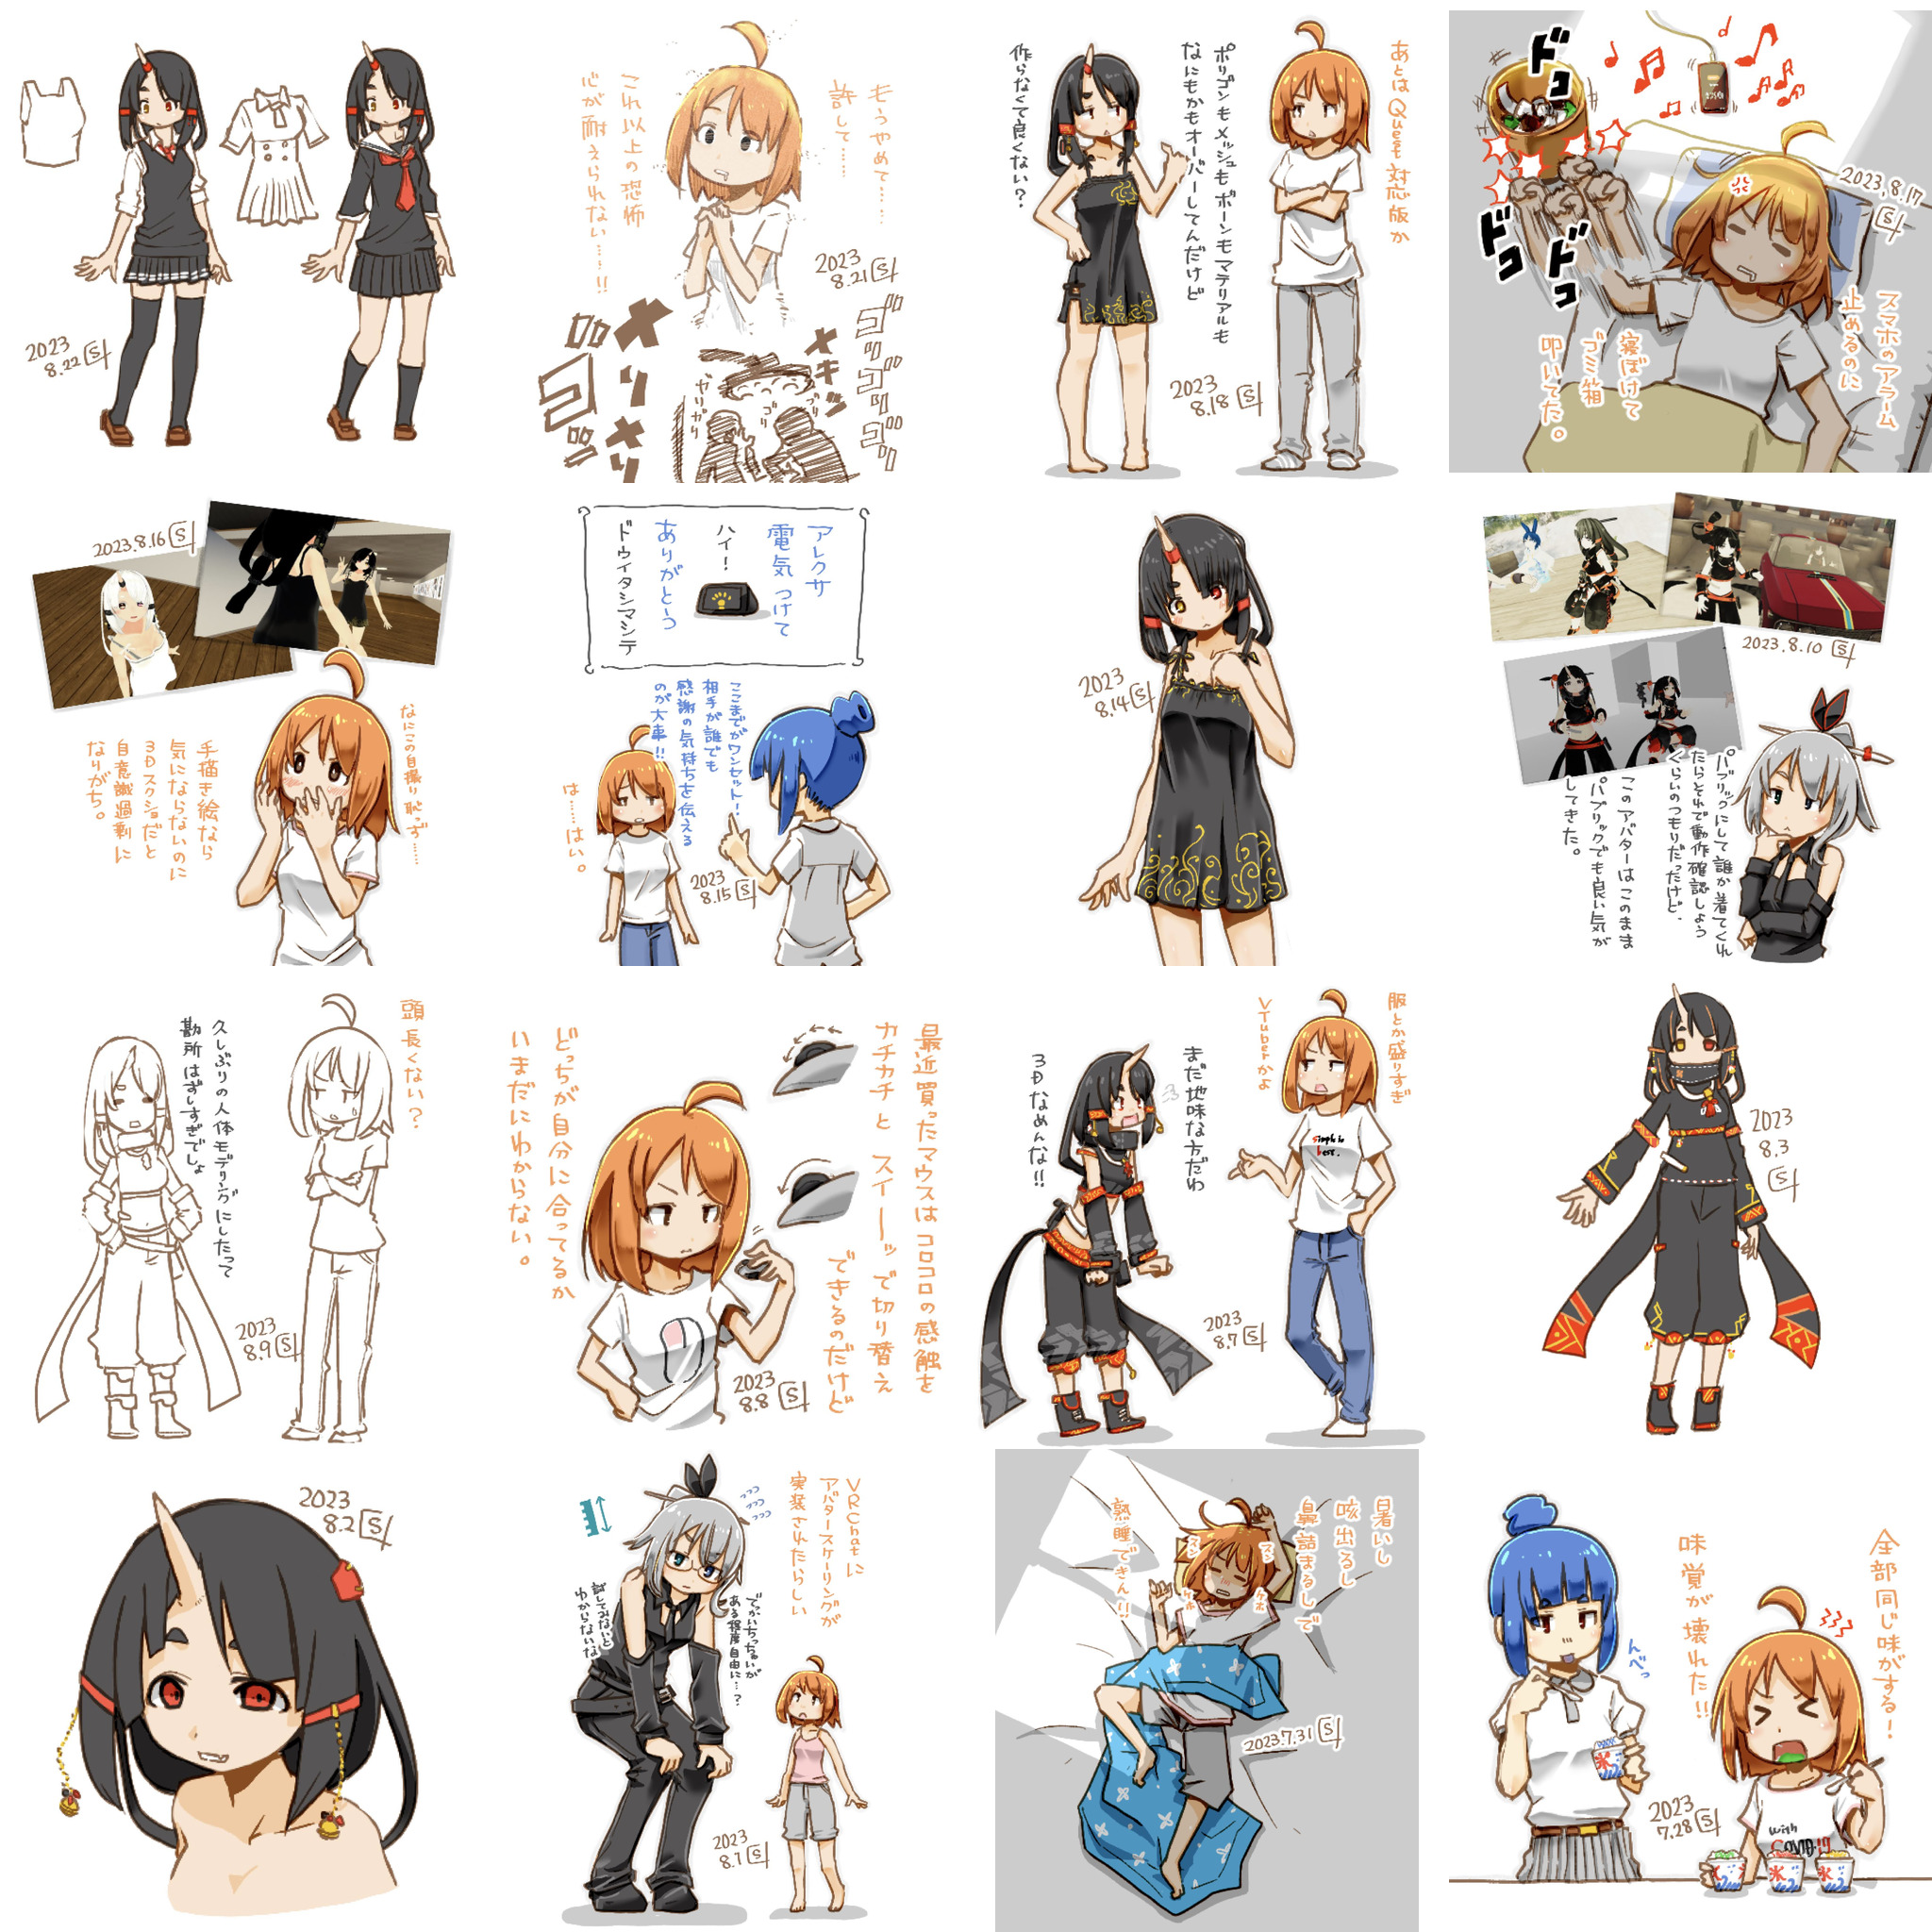 2023
8.22
もうやめて……
許して……
これ以上の恐怖
心が耐えられない……!!
2023
8.21
メリメリ
メキッ
ゴリゴリ
あとはQuest対応版か
ポリゴンもメッシュもボーンもマテリアルも
なにもかもオーバーしてんだけど
作らなくて良くない?
2023
8.18
ドコ
ドコ
ドコ
2023.8.17
スマホのアラーム
止めるのに
寝ぼけて
ゴミ箱
叩いてた。
2023.8.16
なにこの自撮り恥っず……
手描き絵なら
気にならないのに
3Dスクショだと
自意識過剰に
なりがち。
アレクサ
電気つけて
ハイ!
ありがとーう
ドウイタシマシテ
ここまでがワンセット!
相手が誰でも
感謝の気持ちを伝える
のが大事!!
は……はい。
2023
8.15
2023
8.14
2023.8.10
パブリックにして誰か着てくれ
たらそれで動作確認しよう
くらいのつもりだったけど、
このアバターはこのまま
パブリックでも良い気が
してきた。
頭長くない?
久しぶりの人体モデリングにしたって
勘所はずしすぎでしょ
2023
8.9
最近買ったマウスはコロコロの感触を
カチカチとスイーーッで切り替え
できるのだけど
どっちが自分に合ってるか
いまだにわからない。
2023
8.8
服とか盛りすぎ
VTuberかよ
まだ地味な方だわ
3Dなめんな!!
simple is
best.
2023
8.7
2023
8.3
2023
8.2
VRChatに
アバタースケーリングが
実装されたらしい
でっかいちっちゃいが
ある程度自由に…?
試してみないと
わからないな
2023
8.1
暑いし
咳出るし
鼻詰まるしで
熟睡できん!!
スン
スン
ケホ
ケホ
2023.7.31
全部同じ味がする!
味覚が壊れた!!
んべっ
with
COVID-19
氷
氷
氷
2023
7.28